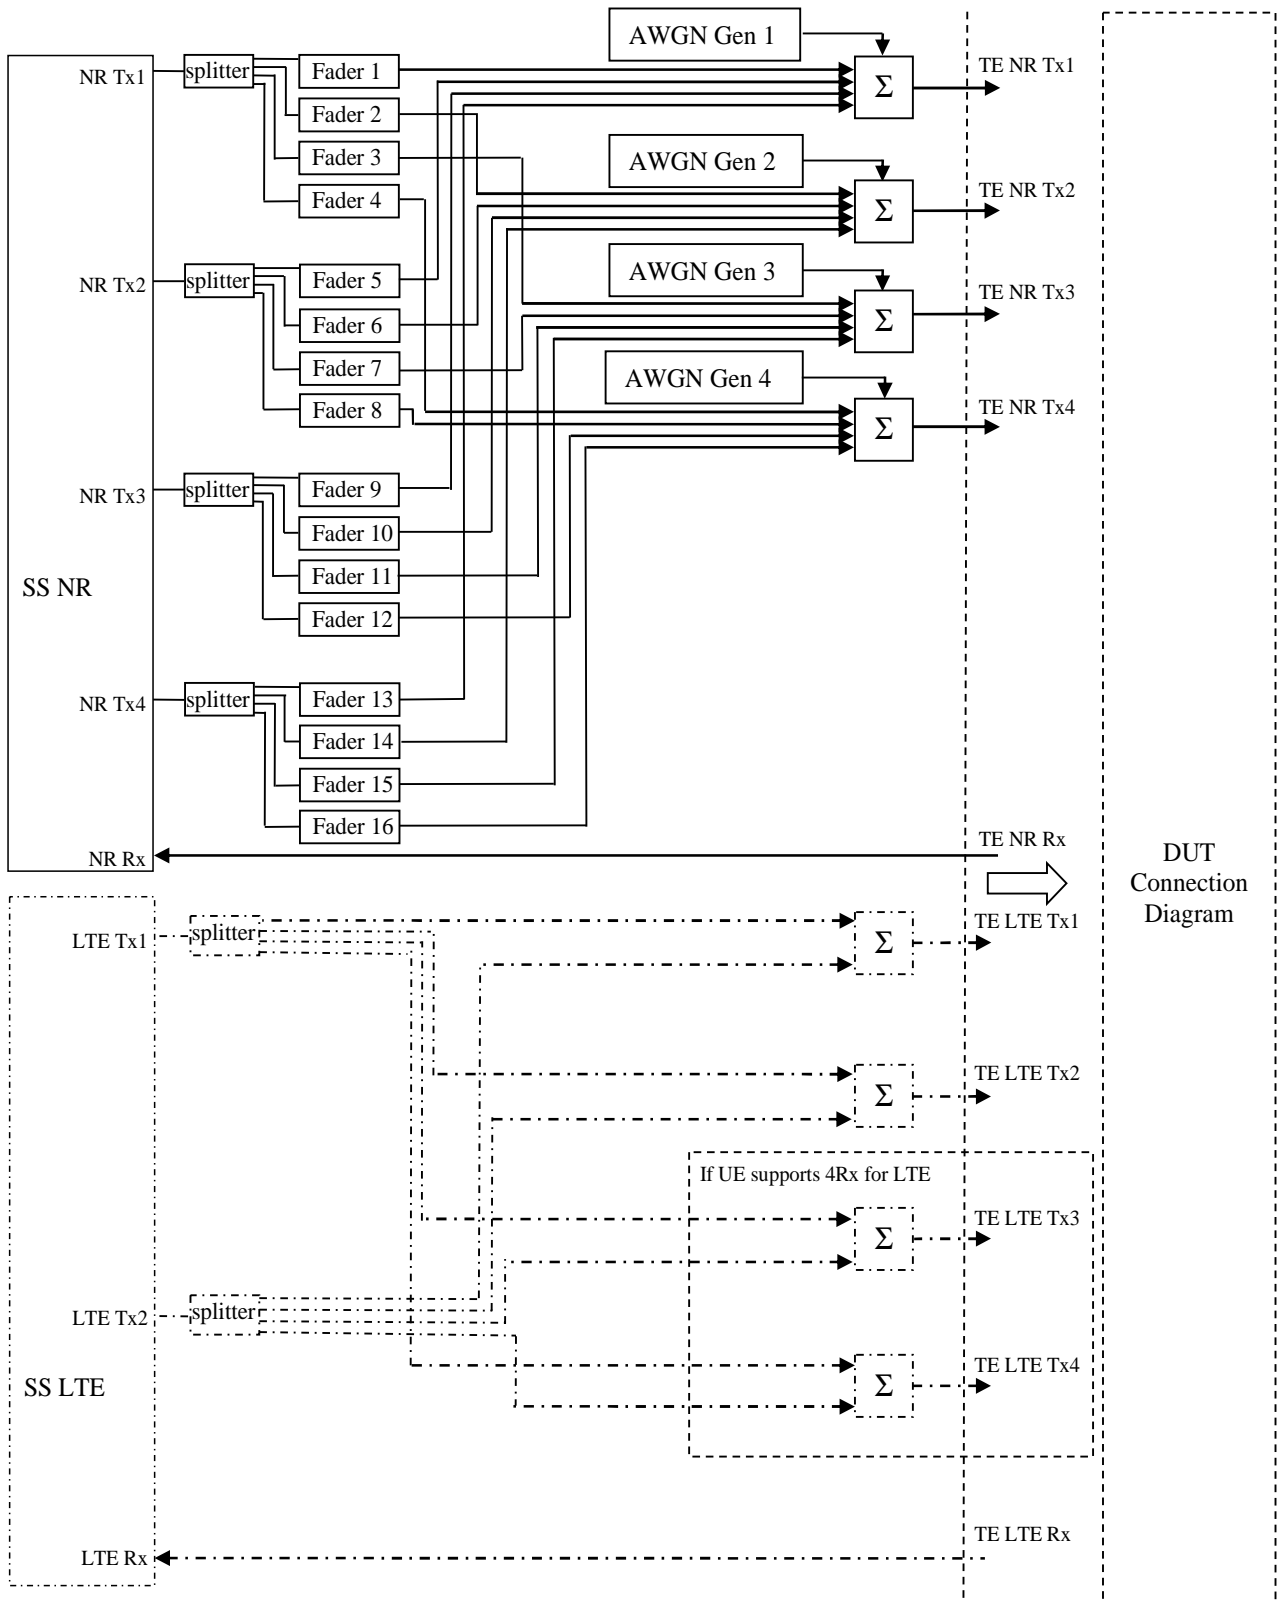 AWGN Gen 1
NR Tx1
splitter
Fader 1
Σ
TE NR Tx1
Fader 2
Fader 3
Fader 4
AWGN Gen 2
Σ
TE NR Tx2
NR Tx2
splitter
Fader 5
Fader 6
Fader 7
Fader 8
AWGN Gen 3
Σ
TE NR Tx3
AWGN Gen 4
Σ
TE NR Tx4
NR Tx3
splitter
Fader 9
Fader 10
Fader 11
Fader 12
SS NR
NR Tx4
splitter
Fader 13
Fader 14
Fader 15
Fader 16
NR Rx
TE NR Rx
DUT
Connection
Diagram
LTE Tx1
splitter
Σ
TE LTE Tx1
Σ
TE LTE Tx2
If UE supports 4Rx for LTE
Σ
TE LTE Tx3
LTE Tx2
splitter
Σ
TE LTE Tx4
SS LTE
LTE Rx
TE LTE Rx